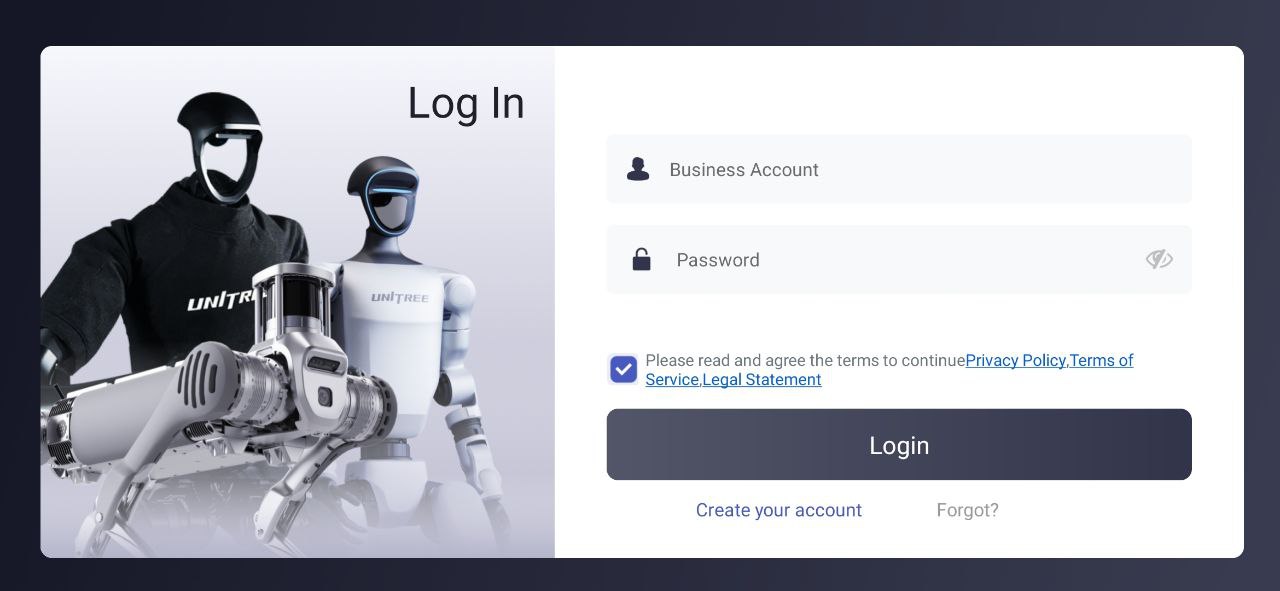 Log In
UNITRE
UNITREE
Business Account
Password
Please read and agree the terms to continuePrivacy Policy,Terms of
Service,Legal Statement
Login
Create your account
Forgot?